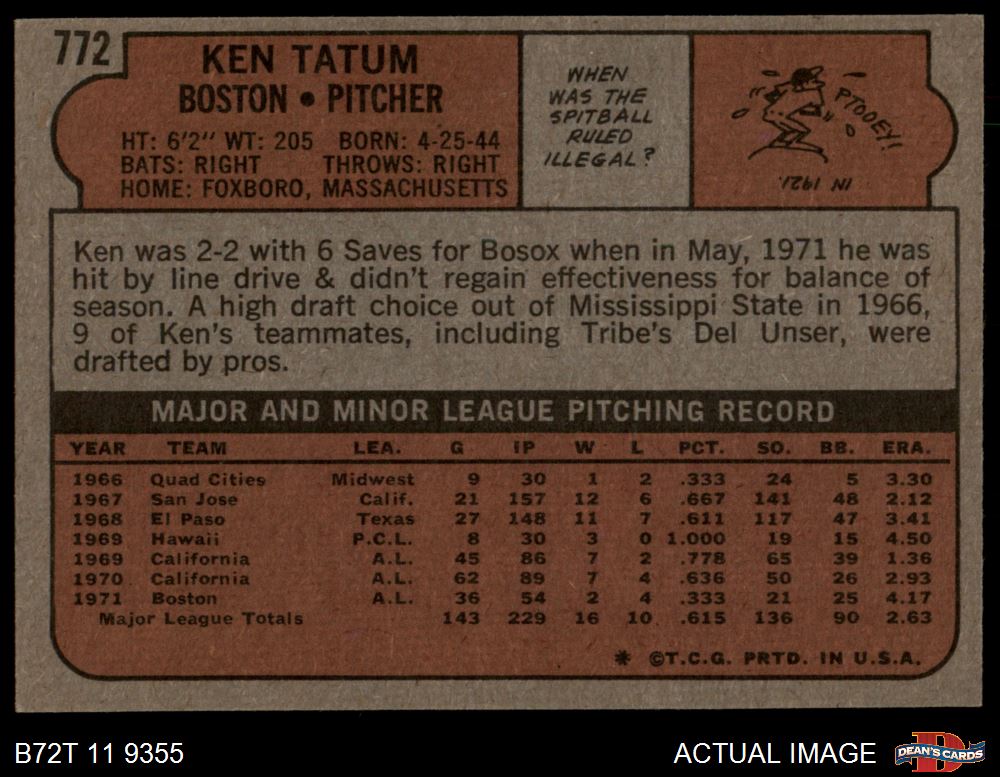 772
KEN TATUM
BOSTON • PITCHER
HT: 6'2" WT: 205 BORN: 4-25-44
BATS: RIGHT THROWS: RIGHT
HOME: FOXBORO, MASSACHUSETTS
WHEN
WAS THE
SPITBALL
RULED
ILLEGAL?
PTOOEY!
IN 1921.
Ken was 2-2 with 6 Saves for Bosox when in May, 1971 he was
hit by line drive & didn't regain effectiveness for balance of
season. A high draft choice out of Mississippi State in 1966,
9 of Ken's teammates, including Tribe's Del Unser, were
drafted by pros.
MAJOR AND MINOR LEAGUE PITCHING RECORD
YEAR TEAM LEA. G IP W L PCT. SO. BB. ERA.
1966 Quad Cities Midwest 9 30 1 2 .333 24 5 3.30
1967 San Jose Calif. 21 157 12 6 .667 141 48 2.12
1968 El Paso Texas 27 148 11 7 .611 117 47 3.41
1969 Hawaii P.C.L. 8 30 3 0 1.000 19 15 4.50
1969 California A.L. 45 86 7 2 .778 65 39 1.36
1970 California A.L. 62 89 7 4 .636 50 26 2.93
1971 Boston A.L. 36 54 2 4 .333 21 25 4.17
Major League Totals 143 229 16 10 .615 136 90 2.63
* ©T.C.G. PRTD. IN U.S.A.
B72T 11 9355
ACTUAL IMAGE
D
DEAN'S CARDS